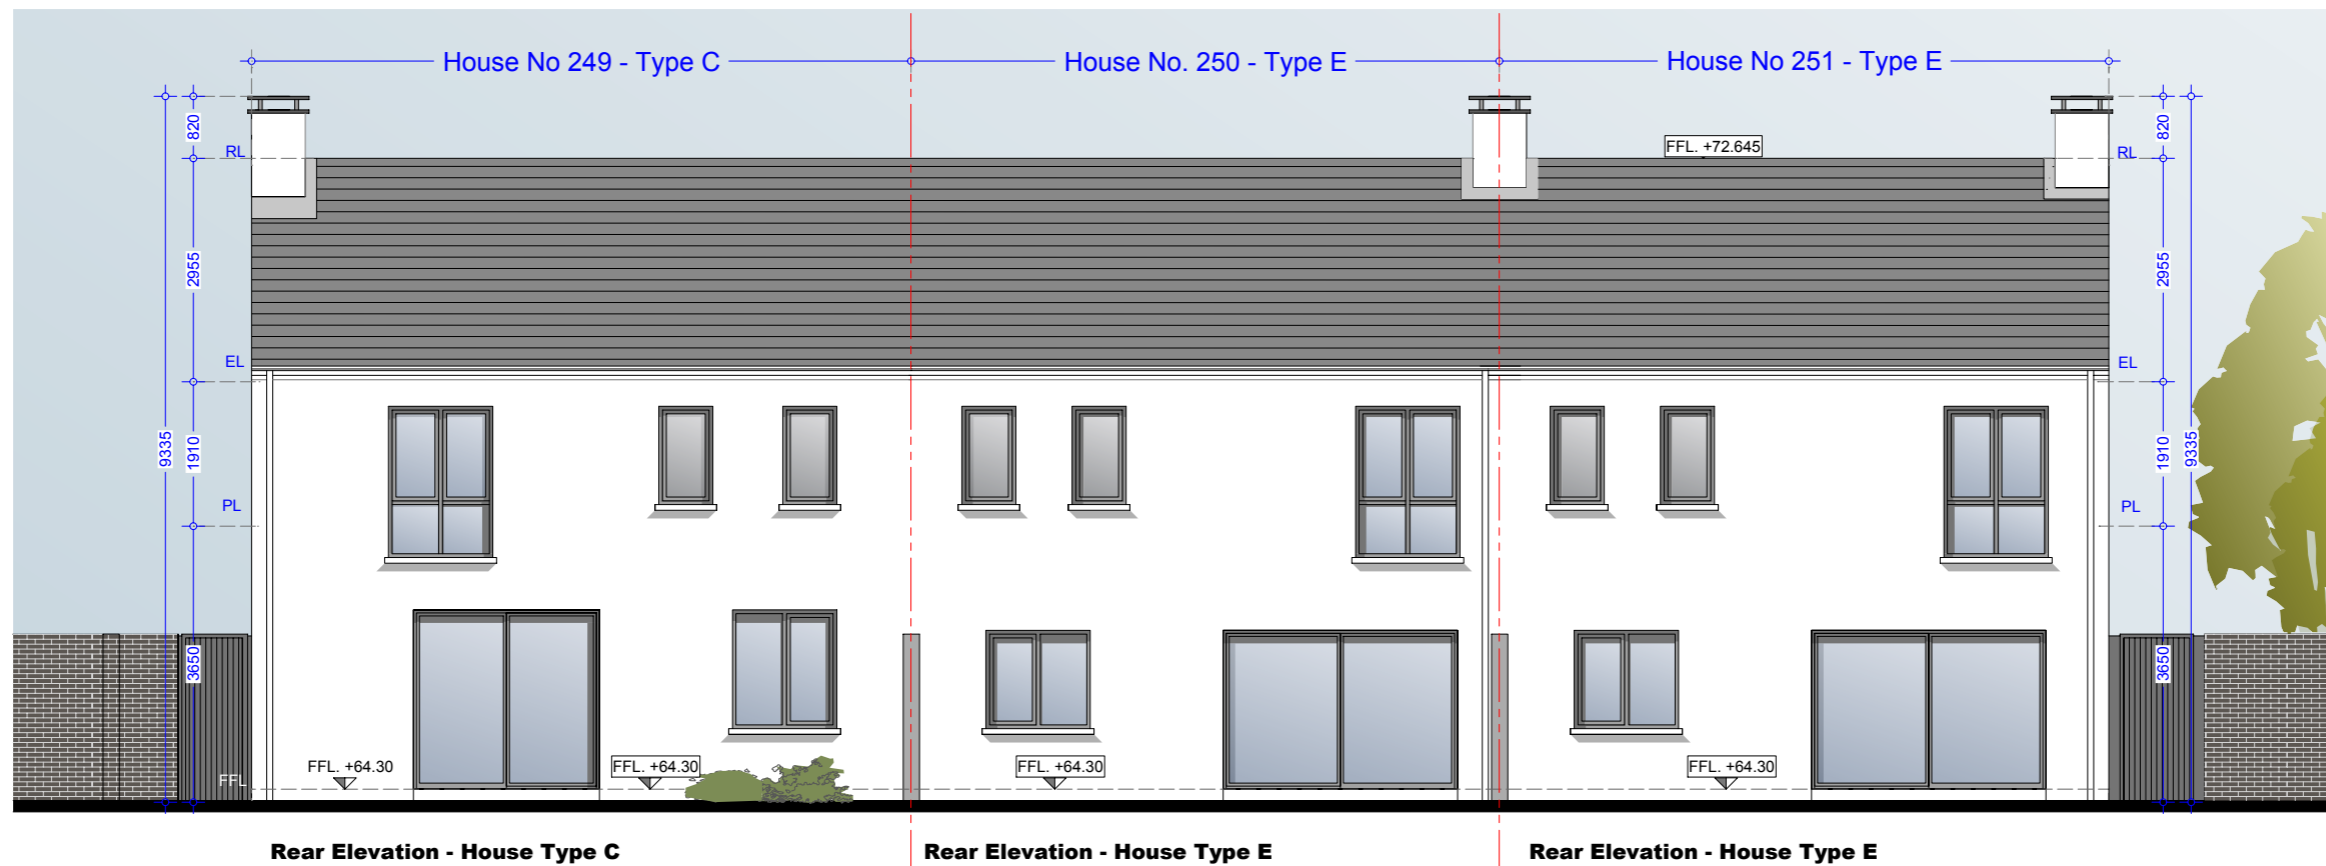 House No 249 - Type C
House No. 250 - Type E
House No 251 - Type E
820
820
RL
FFL. +72.645
RL
2955
2955
EL
EL
9335
1910
1910
9335
PL
PL
3650
3650
FFL
FFL. +64.30
FFL. +64.30
FFL. +64.30
FFL. +64.30
Rear Elevation - House Type C
Rear Elevation - House Type E
Rear Elevation - House Type E